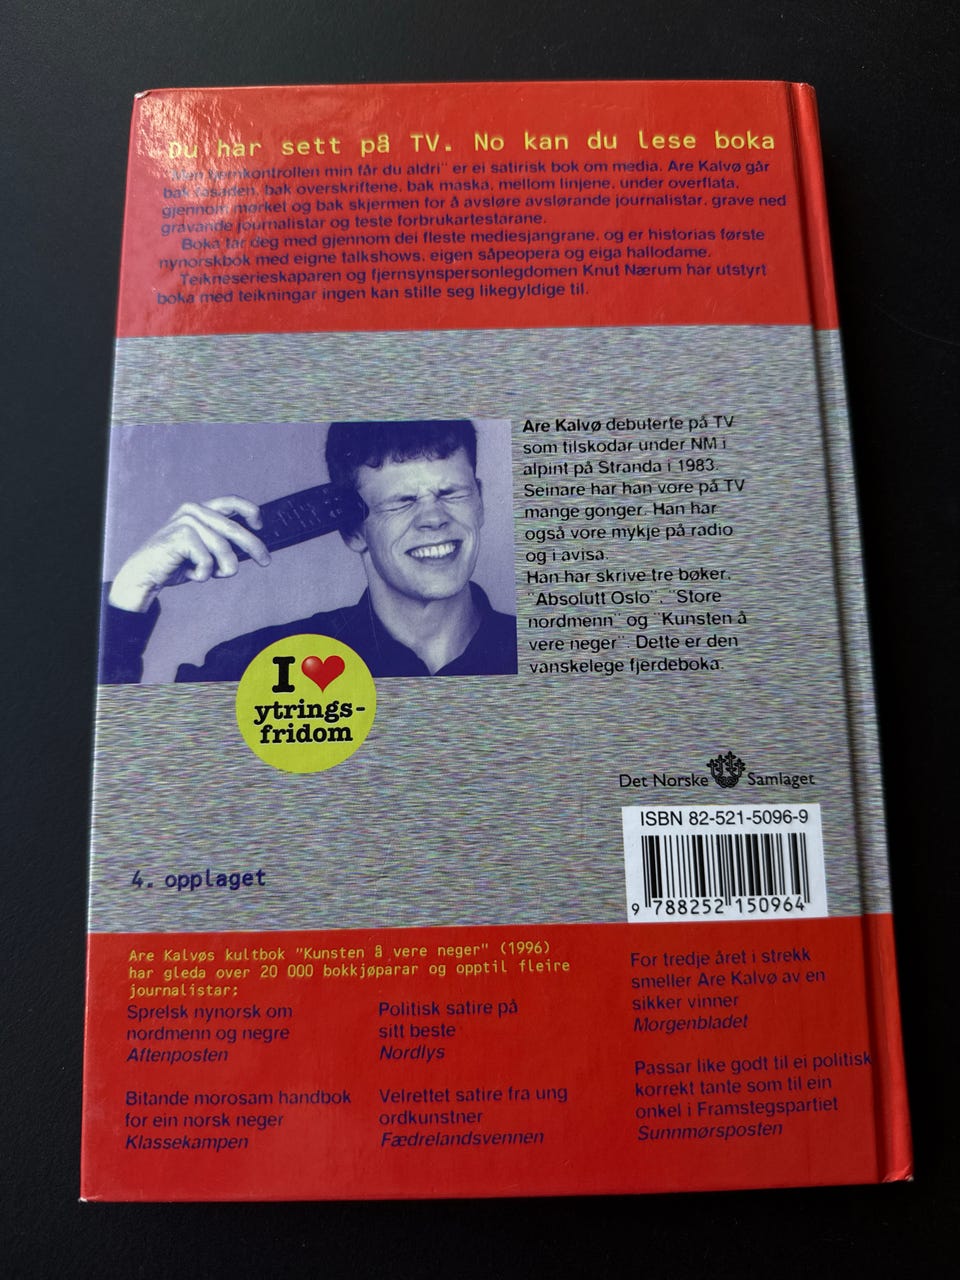 Du har sett på TV. No kan du lese boka
"Men fjernkontrollen min får du aldri" er ei satirisk bok om media. Are Kalvø går
bak fasaden, bak overskriftene, bak maska, mellom linjene, under overflata,
gjennom mørket og bak skjermen for å avsløre avslørande journalistar, grave ned
gravande journalistar og teste forbrukartestarane.
Boka tar deg med gjennom dei fleste mediesjangrane, og er historias første
nynorskbok med eigne talkshows, eigen såpeopera og eiga hallodame.
Teikneserieskaparen og fjernsynspersonlegdomen Knut Nærum har utstyrt
boka med teikningar ingen kan stille seg likegyldige til.
Are Kalvø debuterte på TV
som tilskodar under NM i
alpint på Stranda i 1983.
Seinare har han vore på TV
mange gonger. Han har
også vore mykje på radio
og i avisa.
Han har skrive tre bøker,
"Absolutt Oslo", "Store
nordmenn" og "Kunsten å
vere neger". Dette er den
vanskelege fjerdeboka.
I ♥
ytrings-
fridom
Det Norske Samlaget
ISBN 82-521-5096-9
9 788252 150964
4. opplaget
Are Kalvøs kultbok "Kunsten å vere neger" (1996)
har gleda over 20 000 bokkjøparar og opptil fleire
journalistar:
Sprelsk nynorsk om
nordmenn og negre
Aftenposten
Bitande morosam handbok
for ein norsk neger
Klassekampen
Politisk satire på
sitt beste
Nordlys
Velrettet satire fra ung
ordkunstner
Fædrelandsvennen
For tredje året i strekk
smeller Are Kalvø av en
sikker vinner
Morgenbladet
Passar like godt til ei politisk
korrekt tante som til ein
onkel i Framstegspartiet
Sunnmørsposten